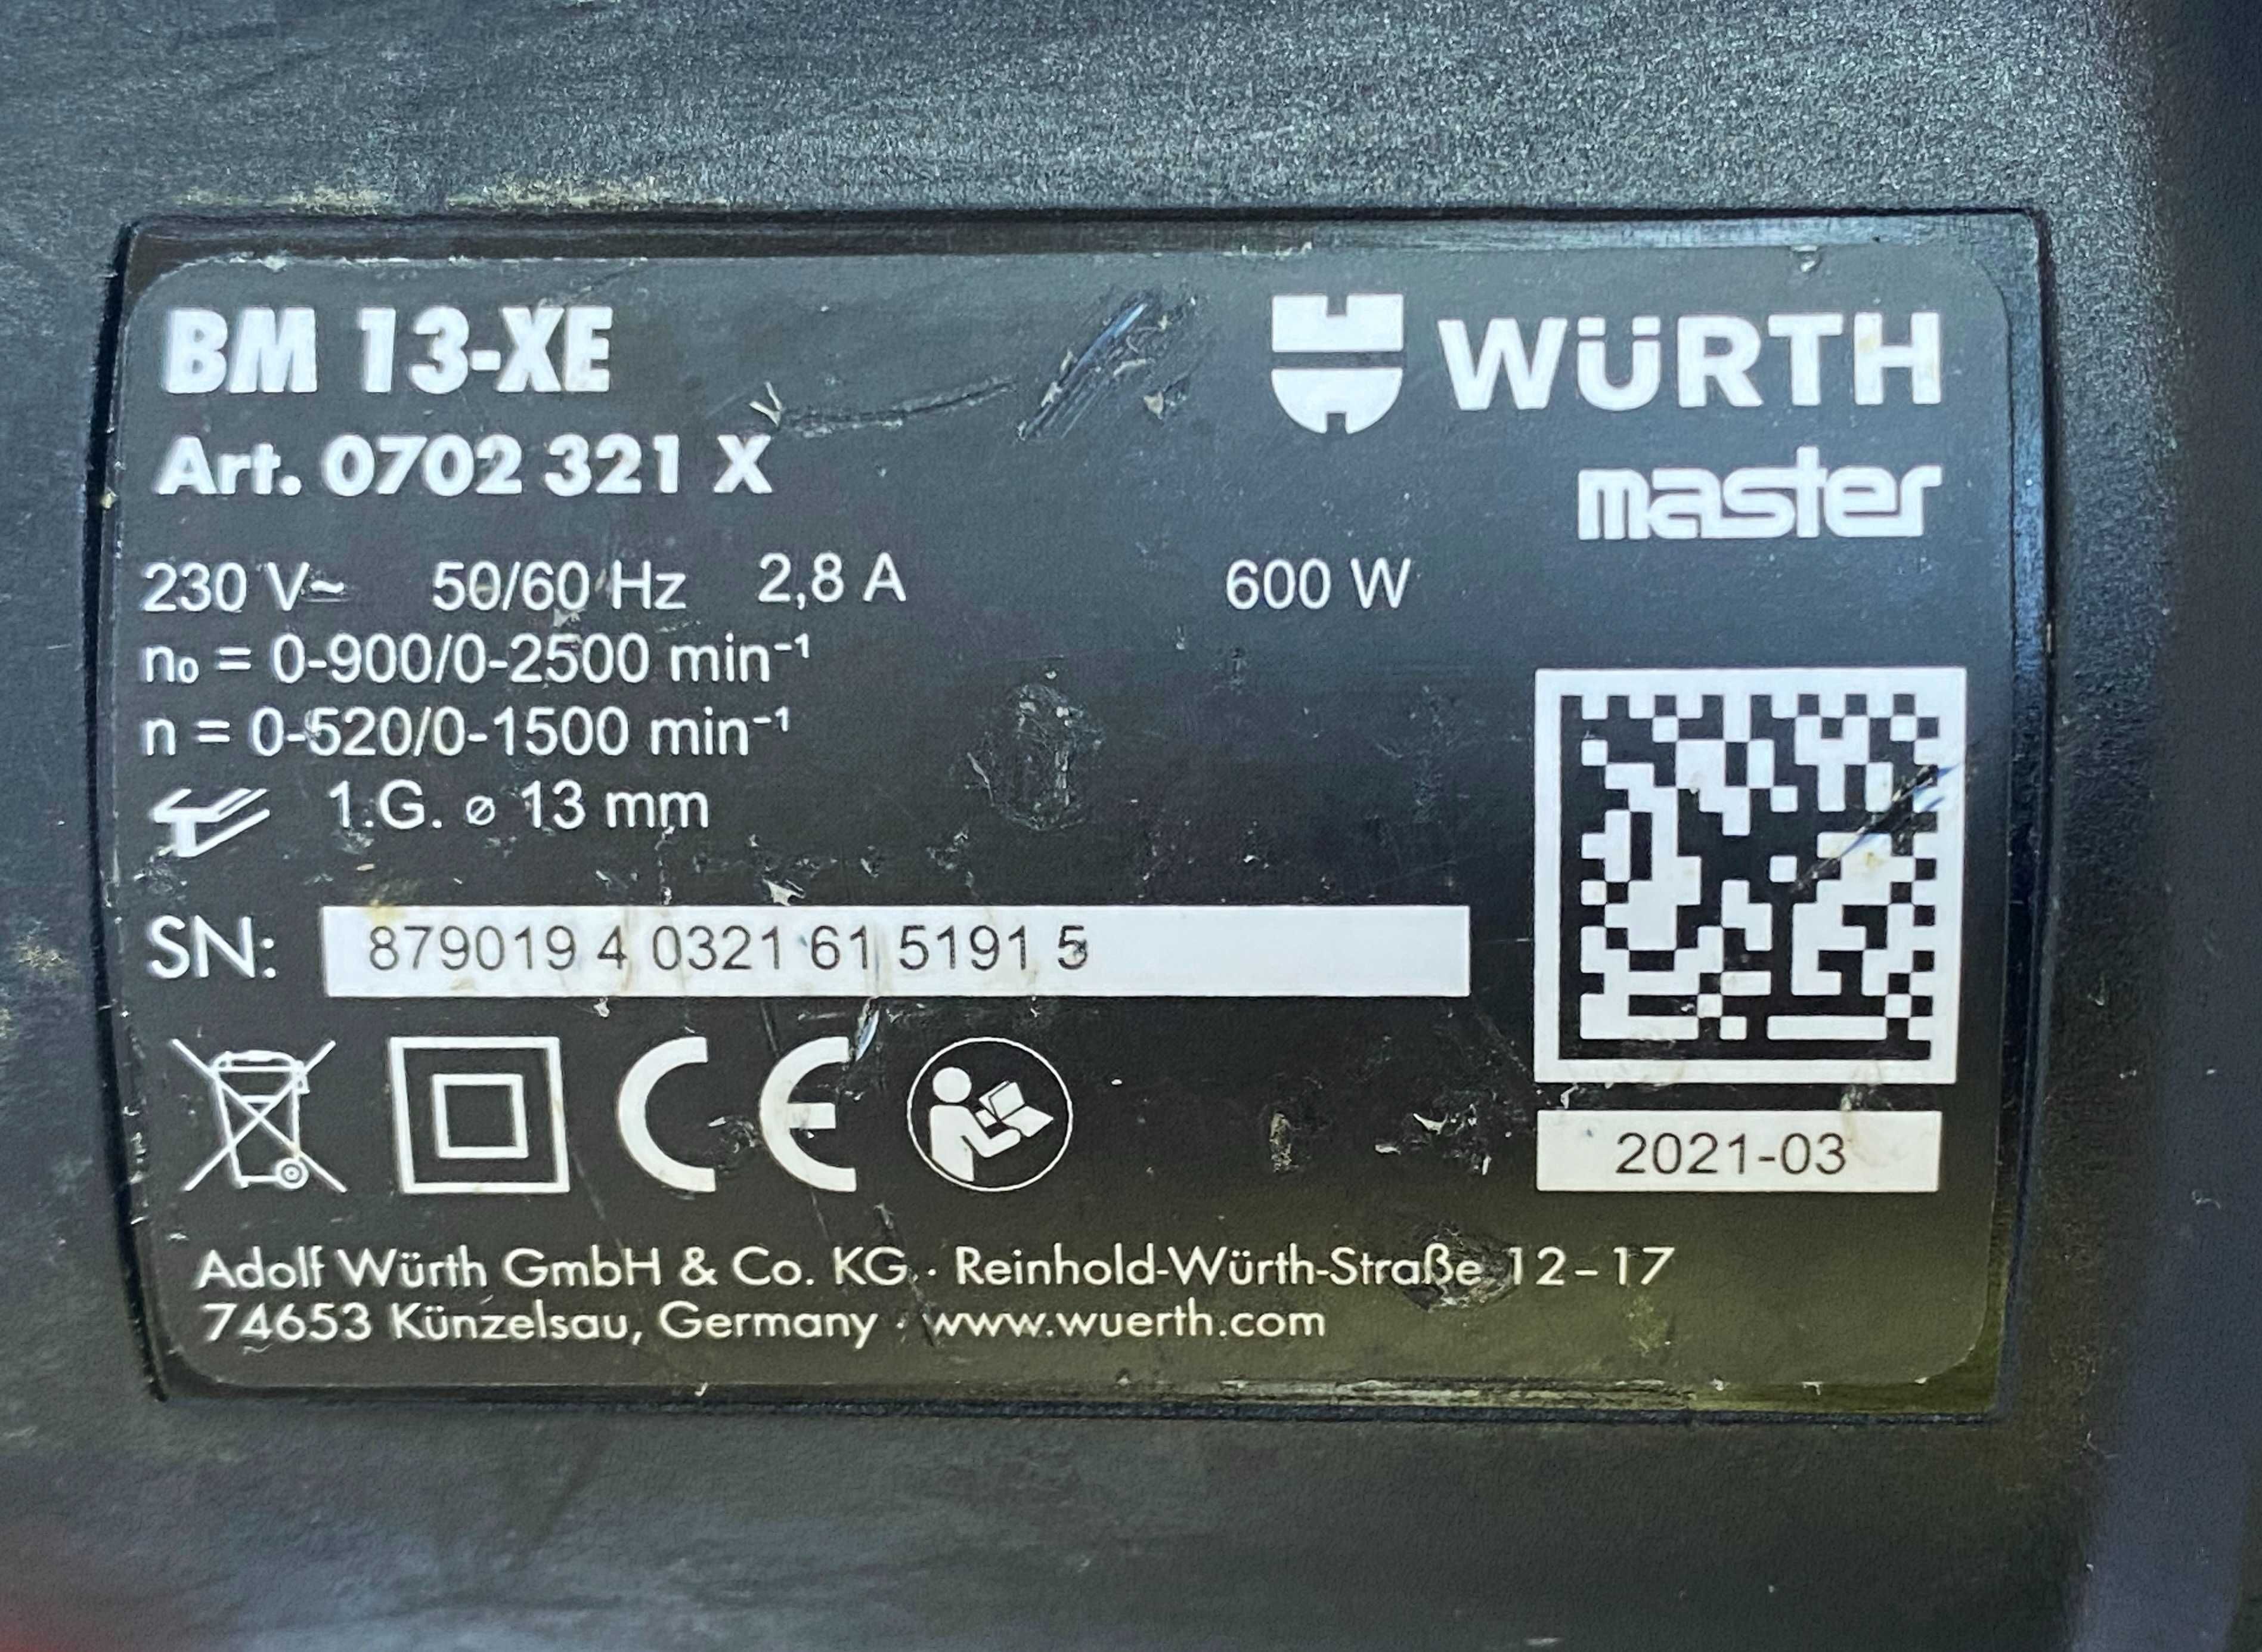 BM 13-XE
WÜRTH
Art. 0702 321 X
master
230 V~ 50/60 Hz 2,8 A 600 W
n₀ = 0-900/0-2500 min⁻¹
n = 0-520/0-1500 min⁻¹
1.G. ⌀ 13 mm
SN: 879019 4 0321 61 5191 5
CE
2021-03
Adolf Würth GmbH & Co. KG · Reinhold-Würth-Straße 12–17
74653 Künzelsau, Germany · www.wuerth.com